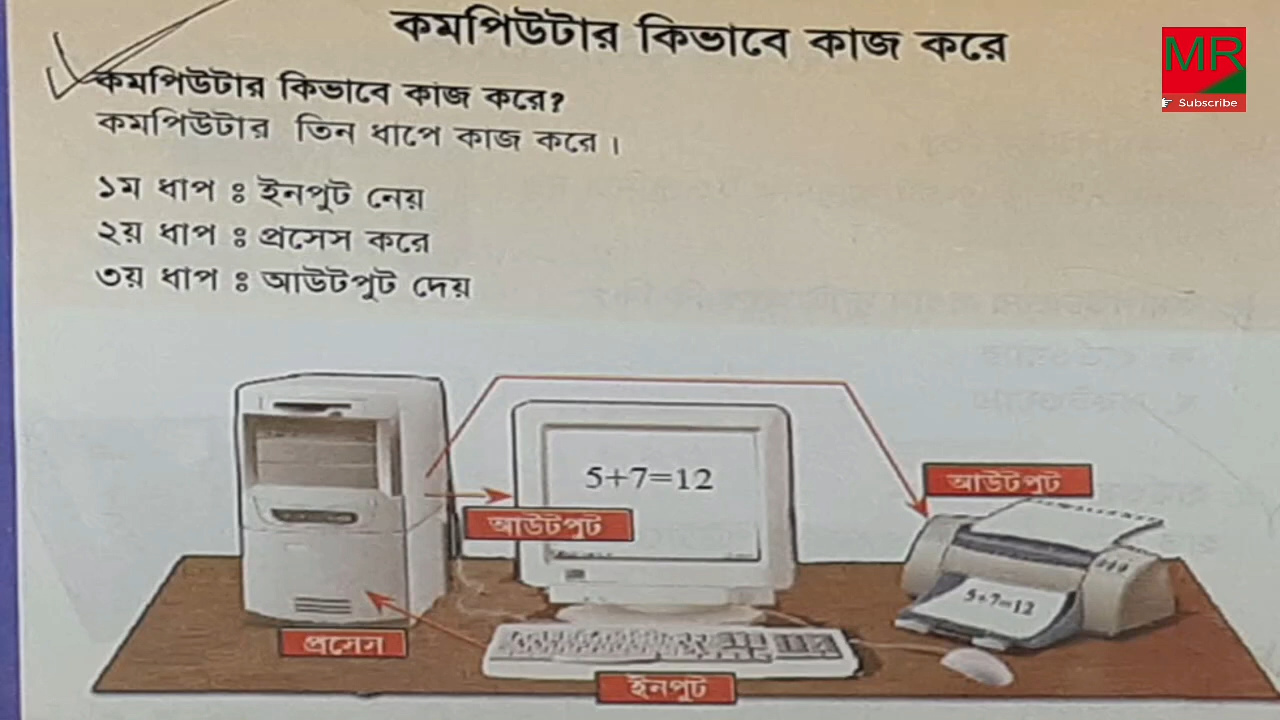 কমপিউটার কিভাবে কাজ করে
MR
Subscribe
কমপিউটার কিভাবে কাজ করে?
কমপিউটার তিন ধাপে কাজ করে।
১ম ধাপ ঃ ইনপুট নেয়
২য় ধাপ ঃ প্রসেস করে
৩য় ধাপ ঃ আউটপুট দেয়
5+7=12
আউটপুট
আউটপুট
5+7=12
প্রসেস
ইনপুট